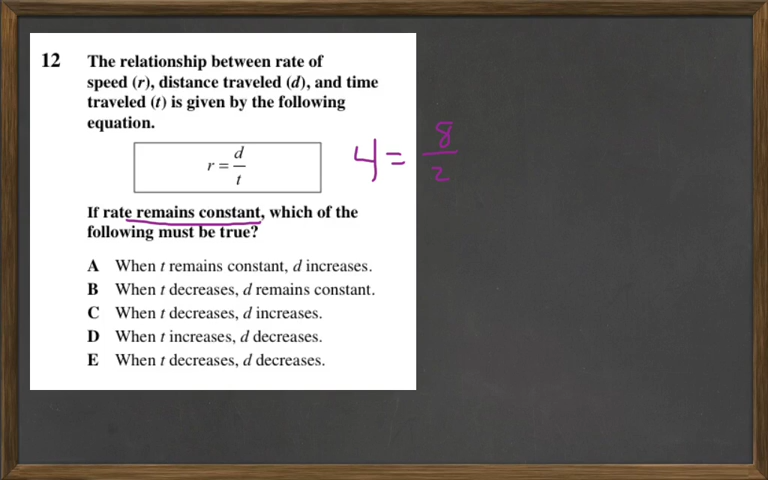 12 The relationship between rate of
speed (r), distance traveled (d), and time
traveled (t) is given by the following
equation.
r = d/t
4 = 8/2
If rate remains constant, which of the
following must be true?
A When t remains constant, d increases.
B When t decreases, d remains constant.
C When t decreases, d increases.
D When t increases, d decreases.
E When t decreases, d decreases.